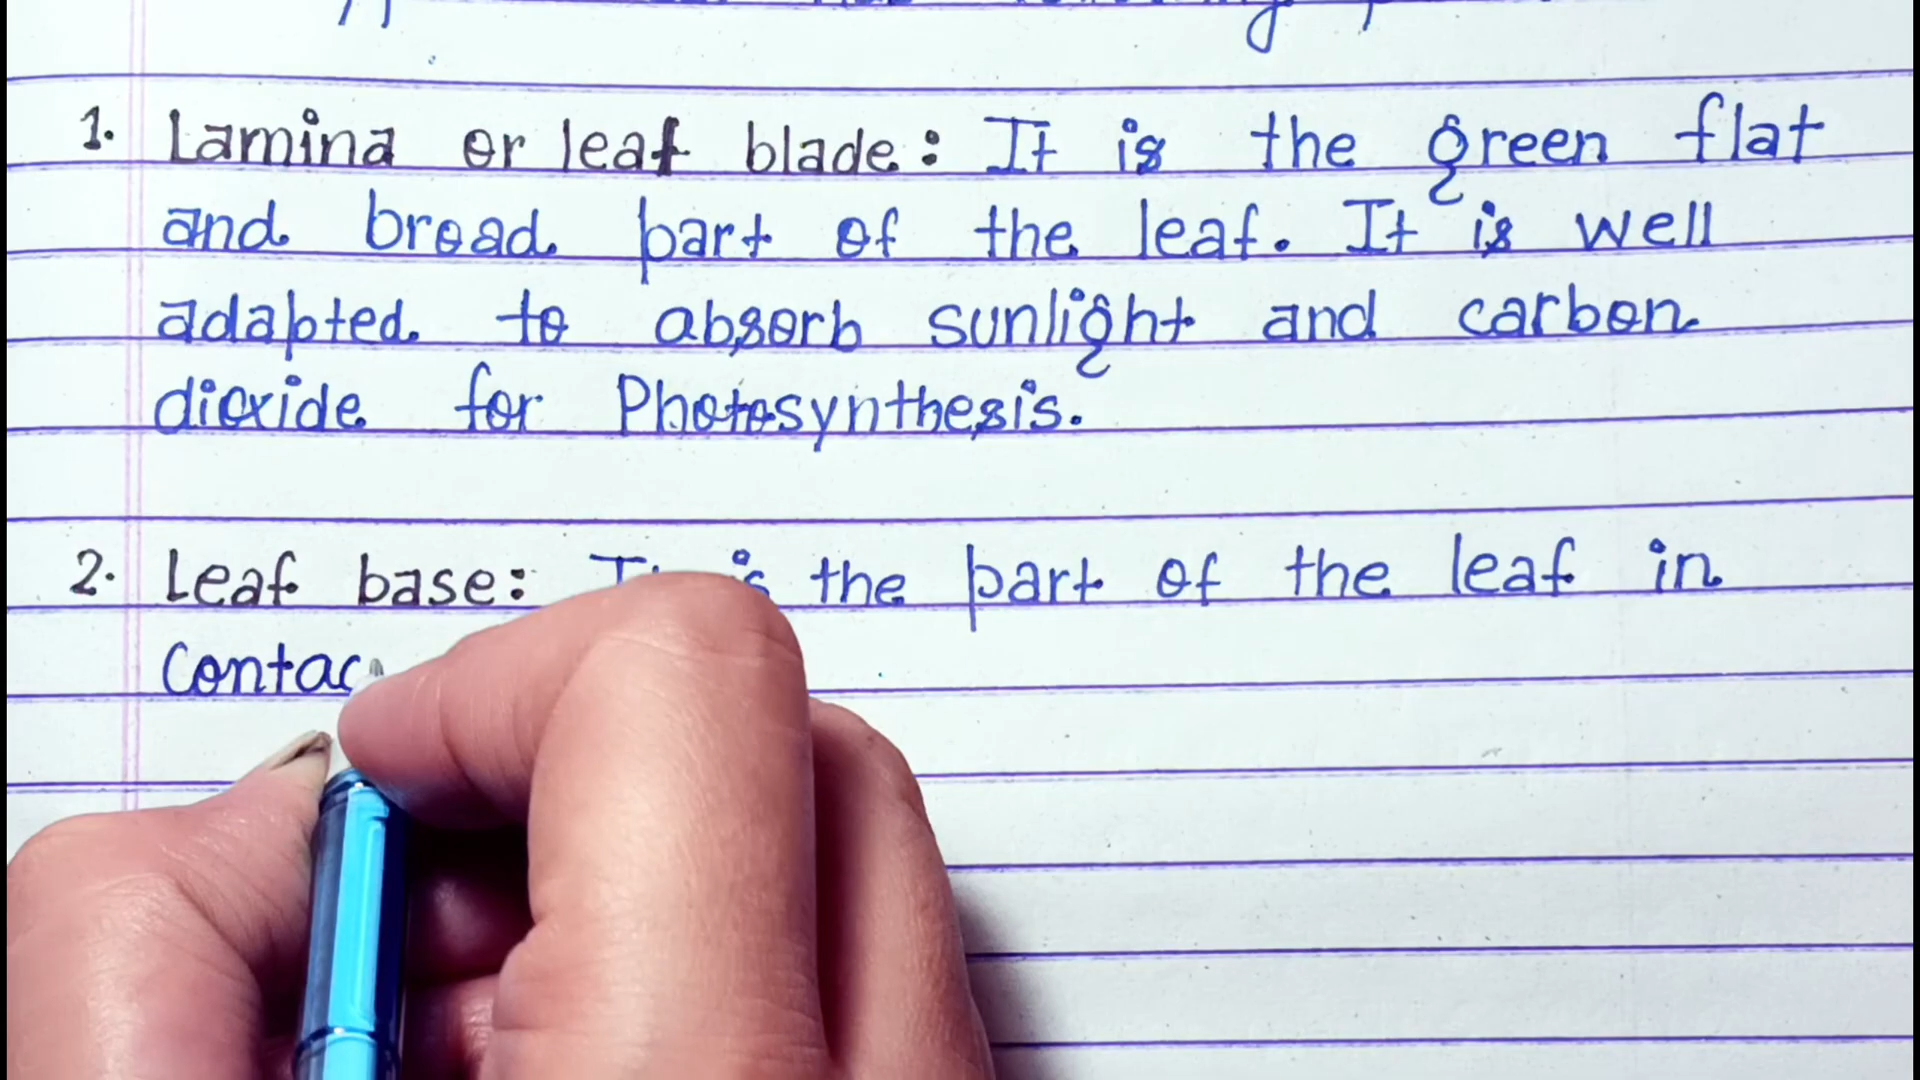 1. Lamina or leaf blade: It is the green flat
and broad part of the leaf. It is well
adapted to absorb sunlight and carbon
dioxide for Photosynthesis.
2. Leaf base: is the part of the leaf in
Contac